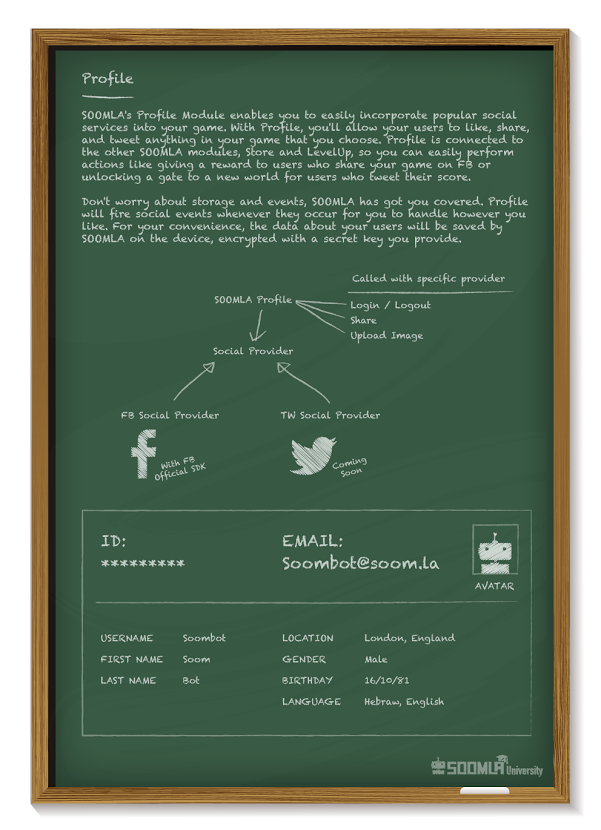 Profile
SOOMLA's Profile Module enables you to easily incorporate popular social
services into your game. With Profile, you'll allow your users to like, share,
and tweet anything in your game that you choose. Profile is connected to
the other SOOMLA modules, Store and LevelUp, so you can easily perform
actions like giving a reward to users who share your game on FB or
unlocking a gate to a new world for users who tweet their score.
Don't worry about storage and events, SOOMLA has got you covered. Profile
will fire social events whenever they occur for you to handle however you
like. For your convenience, the data about your users will be saved by
SOOMLA on the device, encrypted with a secret key you provide.
Called with specific provider
SOOMLA Profile
Login / Logout
Share
Upload Image
Social Provider
FB Social Provider
TW Social Provider
With FB
Official SDK
Coming
Soon
ID:
*********
EMAIL:
Soombot@soom.la
AVATAR
USERNAME Soombot
FIRST NAME Soom
LAST NAME Bot
LOCATION London, England
GENDER Male
BIRTHDAY 16/10/81
LANGUAGE Hebraw, English
SOOMLA University